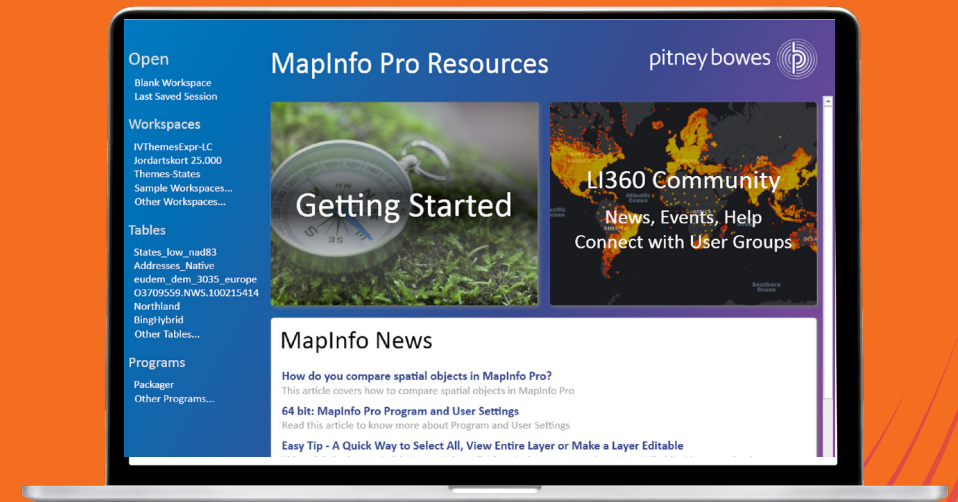 Open
Blank Workspace
Last Saved Session
Workspaces
IVThemesExpr-LC
Jordartskort 25.000
Themes-States
Sample Workspaces...
Other Workspaces...
Tables
States_low_nad83
Addresses_Native
eudem_dem_3035_europe
O3709559.NWS.100215414
Northland
BingHybrid
Other Tables...
Programs
Packager
Other Programs...
MapInfo Pro Resources
pitney bowes
Getting Started
LI360 Community
News, Events, Help
Connect with User Groups
Atlantic
Ocean
Southern
Ocean
MapInfo News
How do you compare spatial objects in MapInfo Pro?
This article covers how to compare spatial objects in MapInfo Pro
64 bit: MapInfo Pro Program and User Settings
Read this article to know more about Program and User Settings
Easy Tip - A Quick Way to Select All, View Entire Layer or Make a Layer Editable